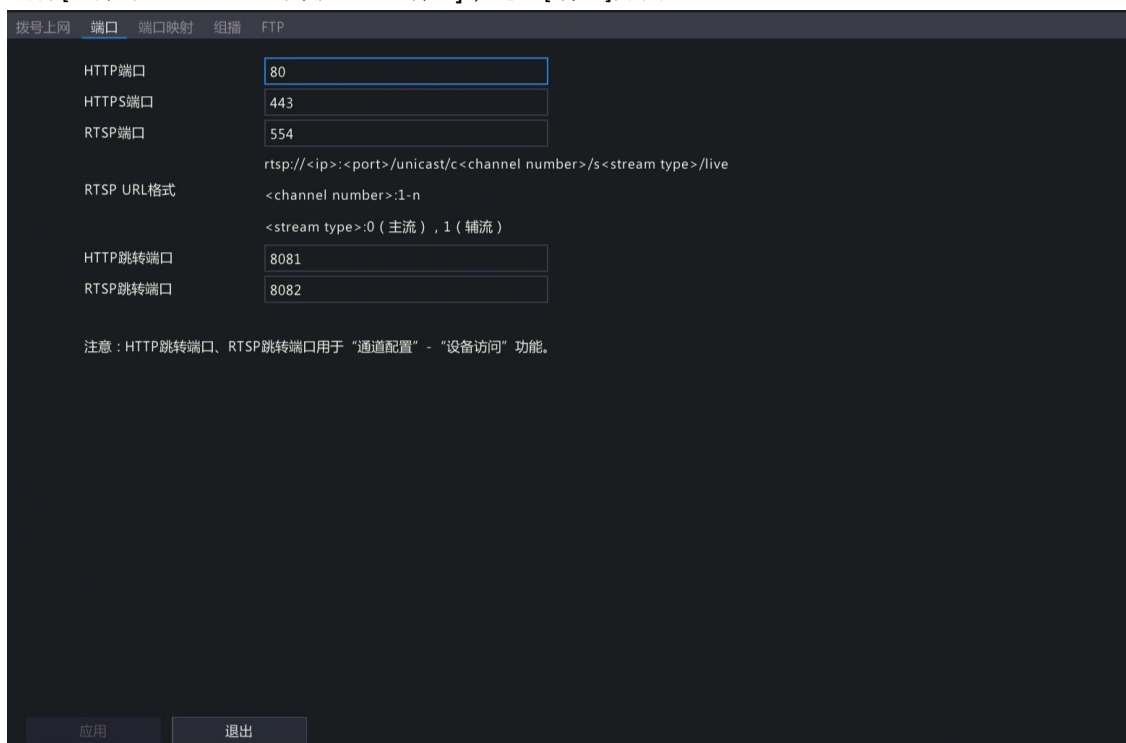 拨号上网 端口 端口映射 组播 FTP
HTTP端口 80
HTTPS端口 443
RTSP端口 554
rtsp://<ip>:<port>/unicast/c<channel number>/s<stream type>/live
RTSP URL格式 <channel number>:1-n
<stream type>:0（主流）, 1（辅流）
HTTP跳转端口 8081
RTSP跳转端口 8082
注意：HTTP跳转端口、RTSP跳转端口用于“通道配置” - “设备访问”功能。
应用 退出